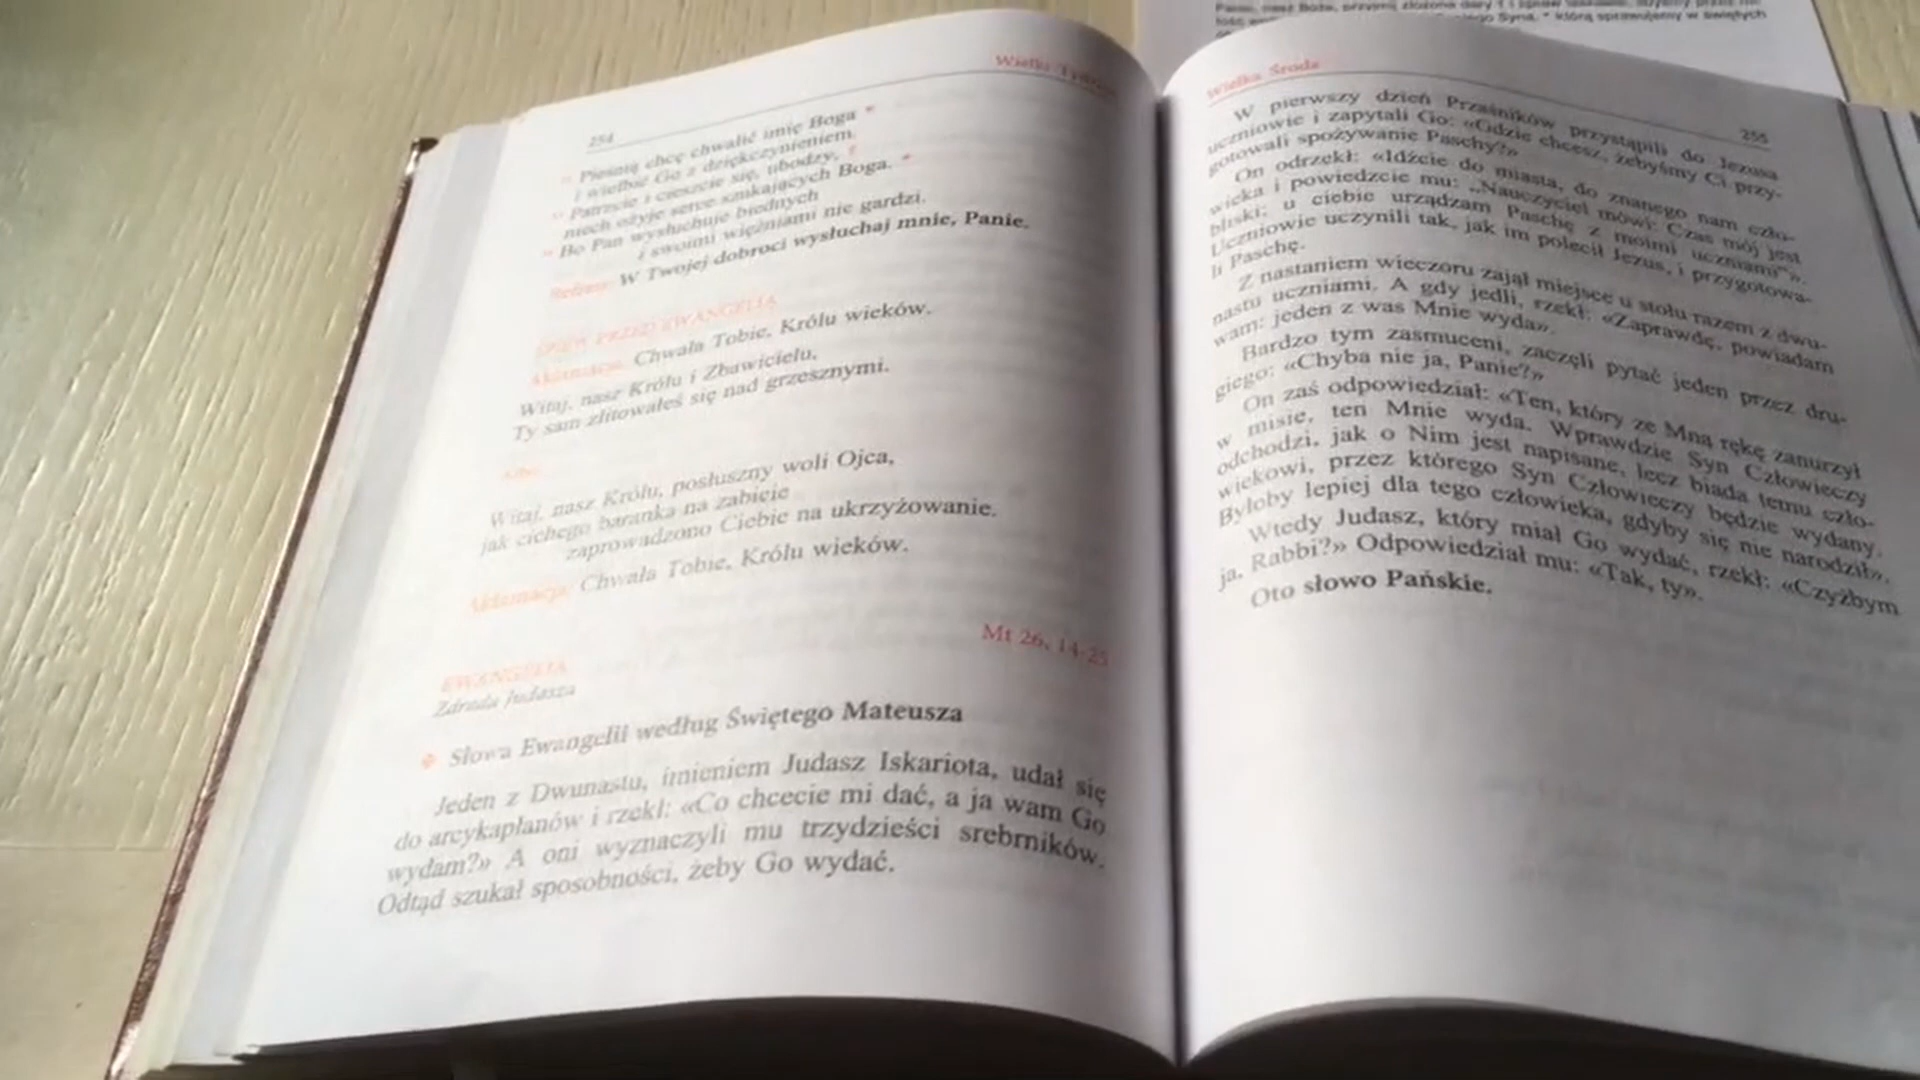 254
Wielki Tydzień
Pieśnią chcę chwalić imię Boga *
i wielbić Go z dziękczynieniem.
Patrzcie i cieszcie się, ubodzy, †
niech ożyje serce szukających Boga. *
Bo Pan wysłuchuje biednych
i swoimi więźniami nie gardzi.
Refren: W Twojej dobroci wysłuchaj mnie, Panie.
ŚPIEW PRZED EWANGELIĄ
Aklamacja: Chwała Tobie, Królu wieków.
Witaj, nasz Królu i Zbawicielu,
Ty sam zlitowałeś się nad grzesznymi.
Albo:
Witaj, nasz Królu, posłuszny woli Ojca,
jak cichego baranka na zabicie
zaprowadzono Ciebie na ukrzyżowanie.
Aklamacja: Chwała Tobie, Królu wieków.
EWANGELIA
Mt 26, 14-25
Zdrada Judasza
Słowa Ewangelii według Świętego Mateusza
Jeden z Dwunastu, imieniem Judasz Iskariota, udał się
do arcykapłanów i rzekł: «Co chcecie mi dać, a ja wam Go
wydam?» A oni wyznaczyli mu trzydzieści srebrników.
Odtąd szukał sposobności, żeby Go wydać.
Wielka Środa
255
W pierwszy dzień Przaśników przystąpili do Jezusa
uczniowie i zapytali Go: «Gdzie chcesz, żebyśmy Ci przy-
gotowali spożywanie Paschy?»
On odrzekł: «Idźcie do miasta, do znanego nam czło-
wieka i powiedzcie mu: „Nauczyciel mówi: Czas mój jest
bliski; u ciebie urządzam Paschę z moimi uczniami”».
Uczniowie uczynili tak, jak im polecił Jezus, i przygotowa-
li Paschę.
Z nastaniem wieczoru zajął miejsce u stołu razem z dwu-
nastu uczniami. A gdy jedli, rzekł: «Zaprawdę, powiadam
wam: jeden z was Mnie wyda».
Bardzo tym zasmuceni, zaczęli pytać jeden przez dru-
giego: «Chyba nie ja, Panie?»
On zaś odpowiedział: «Ten, który ze Mną rękę zanurzył
w misie, ten Mnie wyda. Wprawdzie Syn Człowieczy
odchodzi, jak o Nim jest napisane, lecz biada temu czło-
wiekowi, przez którego Syn Człowieczy będzie wydany.
Byłoby lepiej dla tego człowieka, gdyby się nie narodził».
Wtedy Judasz, który miał Go wydać, rzekł: «Czyżbym
ja, Rabbi?» Odpowiedział mu: «Tak, ty».
Oto słowo Pańskie.